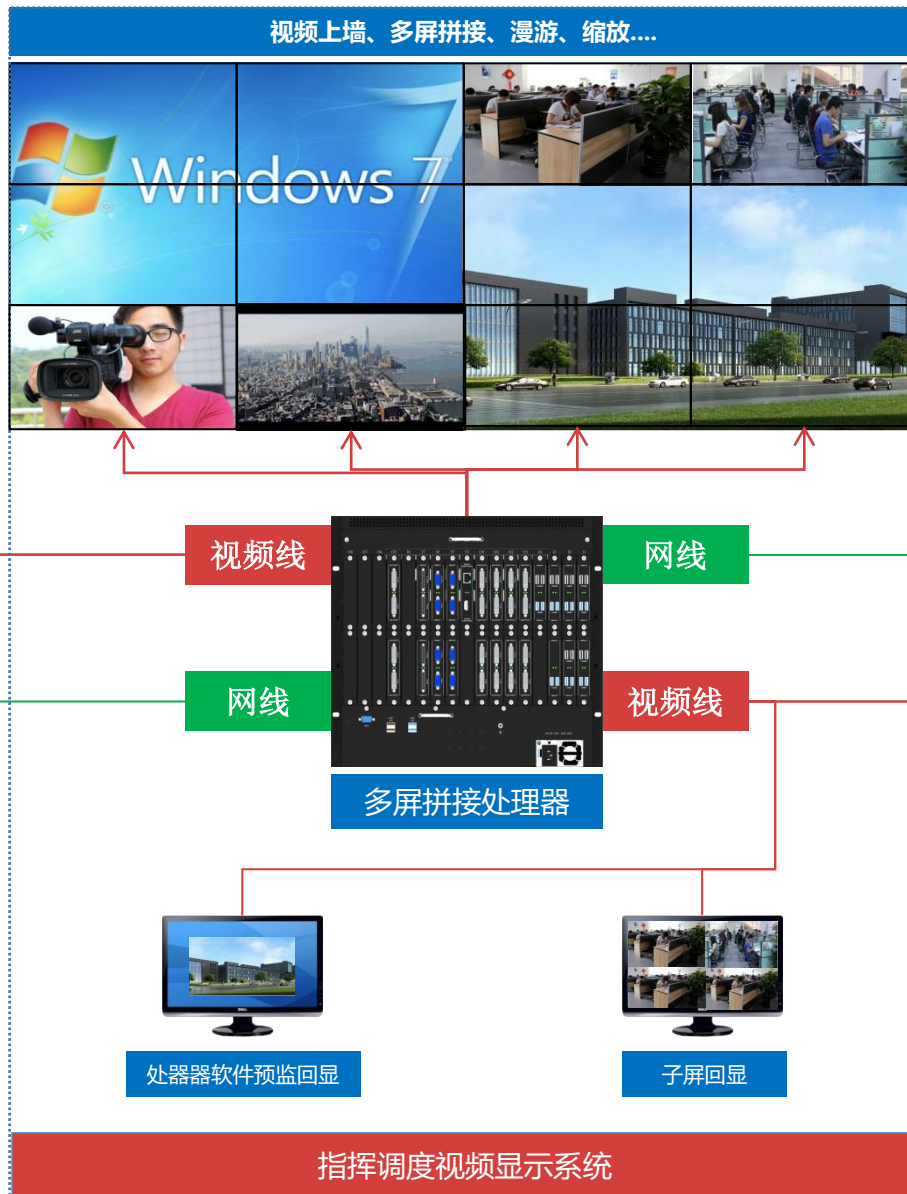 视频上墙、多屏拼接、漫游、缩放....
Windows 7
视频线
网线
网线
视频线
多屏拼接处理器
处器器软件预监回显
子屏回显
指挥调度视频显示系统